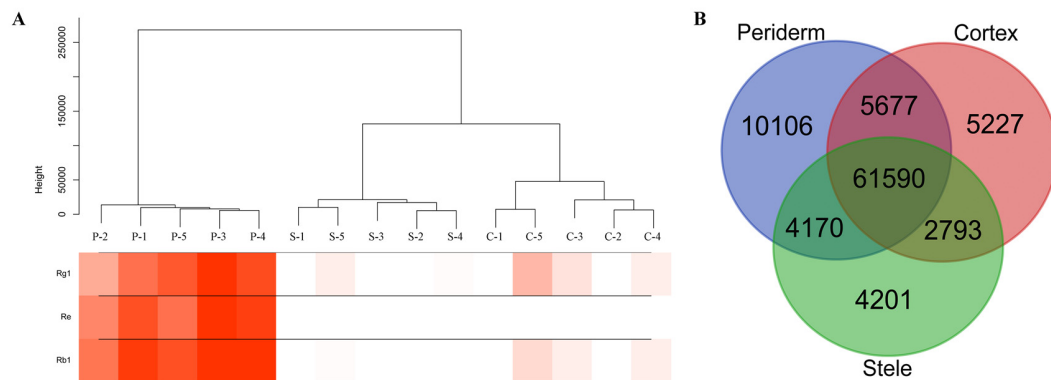 A
250000
150000
50000
0
Height
P-2 P-1 P-5 P-3 P-4 S-1 S-5 S-3 S-2 S-4 C-1 C-5 C-3 C-2 C-4
Rg1
Re
Rb1
B
Periderm Cortex
5677
10106 5227
61590
4170 2793
4201
Stele